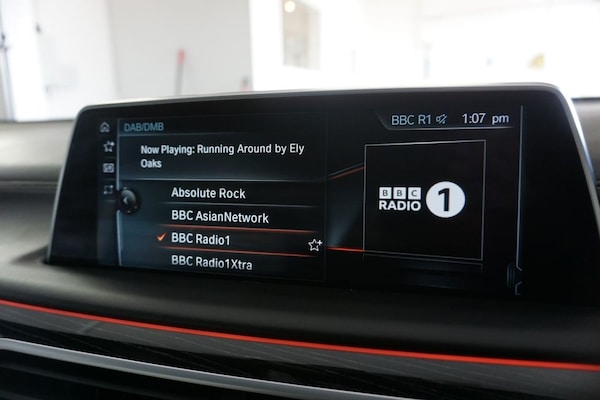 DAB/DMB
BBC R1 1:07 pm
Now Playing: Running Around by Ely
Oaks
Absolute Rock
BBC AsianNetwork
BBC Radio1
BBC Radio1Xtra
BBC
RADIO 1